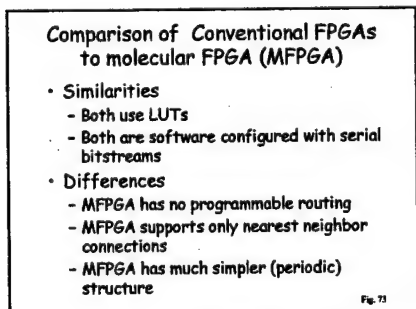 Comparison of Conventional FPGAs
to molecular FPGA (MFPGA)
• Similarities
- Both use LUTs
- Both are software configured with serial
bitstreams
• Differences
- MFPGA has no programmable routing
- MFPGA supports only nearest neighbor
connections
- MFPGA has much simpler (periodic)
structure
Fig. 73